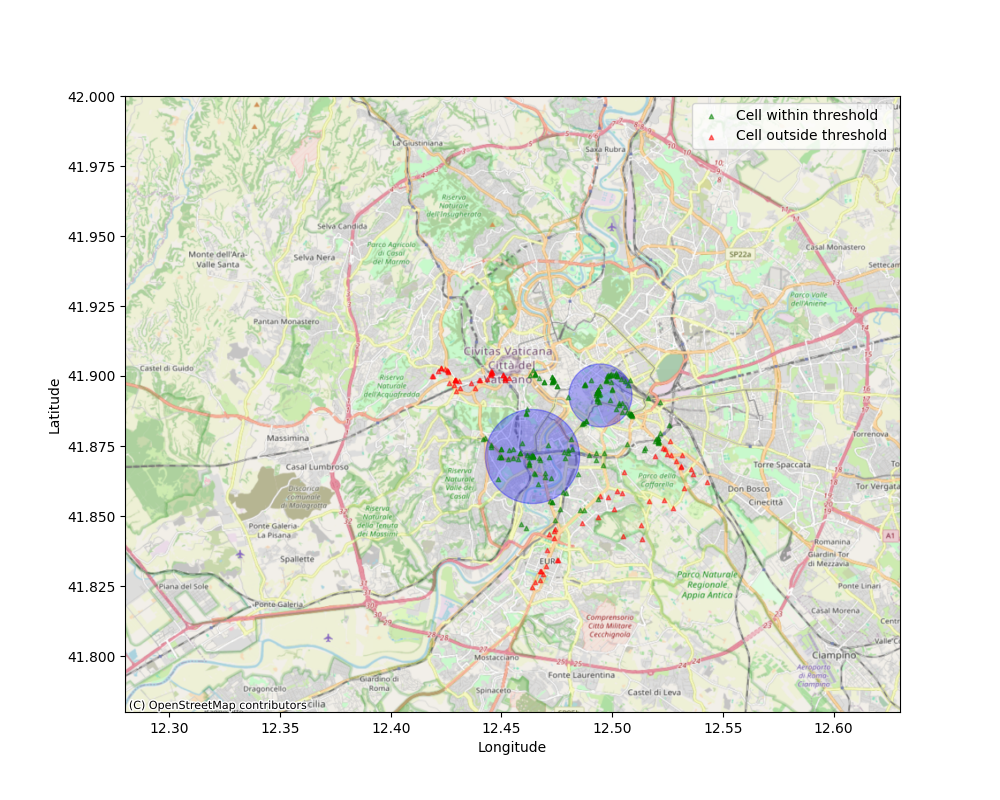 42.000
41.975
41.950
41.925
41.900
41.875
41.850
41.825
41.800
Latitude
12.30
12.35
12.40
12.45
12.50
12.55
12.60
Longitude
Cell within threshold
Cell outside threshold
La Giustiniana
Saxa Rubra
Riserva
Naturale
dell'Insugherata
Selva Candida
Parco Agricolo
di Casal
del Marmo
Monte dell'Ara-
Valle Santa
Selva Nera
SP22a
Casal Monastero
Settecam
Parco Valle
dell'Aniene
Pantan Monastero
Civitas Vaticana
Città del
Vaticano
Castel di Guido
Riserva
Naturale
dell'Acquafredda
Massimina
Casal Lumbroso
Torrenova
Torre Spaccata
Riserva
Naturale
della Valle dei
Casali
Parco della
Caffarella
Don Bosco
Cinecittà
Tor Vergata
Discarica
comunale
di Malagrotta
Riserva
Naturale
della Tenuta
dei Massimi
Ponte Galeria-
La Pisana
Spallette
A1
Romanina
Giardini Tor
di Mezzavia
EUR
Piana del Sole
Ponte Galeria
Parco Naturale
Regionale
Appia Antica
Ponte Linari
Casal Morena
Comprensorio
Città Militare
Cecchignola
Ciampino
Mostacciano
Fonte Laurentina
Aeroporto
di Roma-
Ciampino
Giardino di
Roma
Dragoncello
Spinaceto
Castel di Leva
(C) OpenStreetMap contributors